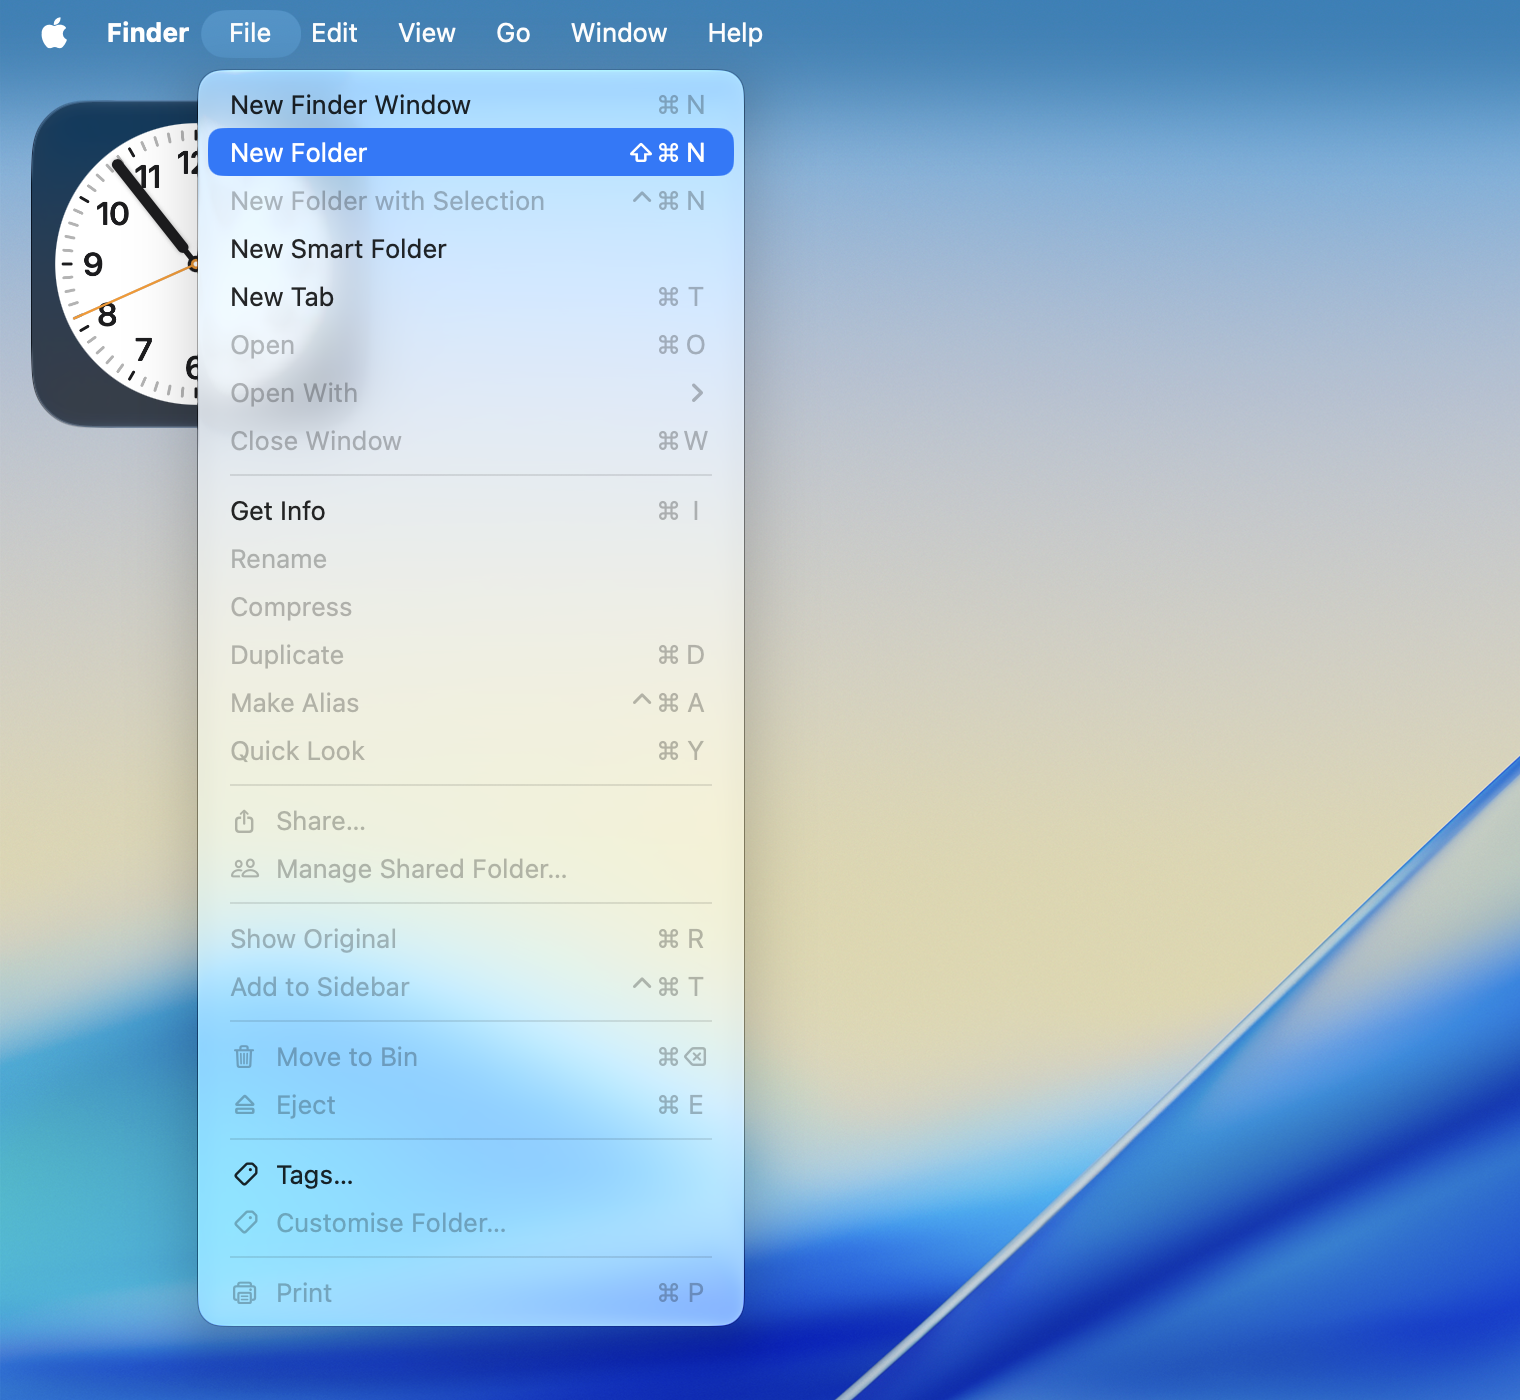 Finder File Edit View Go Window Help
New Finder Window ⌘ N
New Folder ⇧ ⌘ N
New Folder with Selection ^ ⌘ N
New Smart Folder
New Tab ⌘ T
Open ⌘ O
Open With >
Close Window ⌘ W
Get Info ⌘ I
Rename
Compress
Duplicate ⌘ D
Make Alias ^ ⌘ A
Quick Look ⌘ Y
Share...
Manage Shared Folder...
Show Original ⌘ R
Add to Sidebar ^ ⌘ T
Move to Bin ⌘ ⌫
Eject ⌘ E
Tags...
Customise Folder...
Print ⌘ P
12
11
10
9
8
7
6